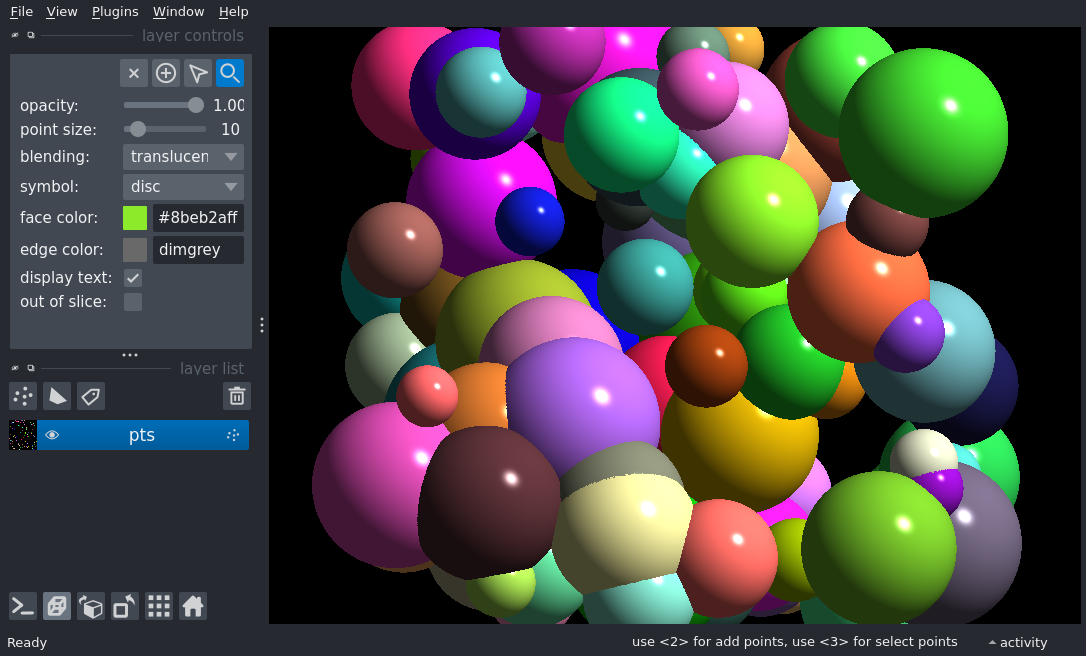 File View Plugins Window Help
layer controls
opacity: 1.00
point size: 10
blending: translucen
symbol: disc
face color: #8beb2aff
edge color: dimgrey
display text:
out of slice:
layer list
pts
Ready
use <2> for add points, use <3> for select points
activity